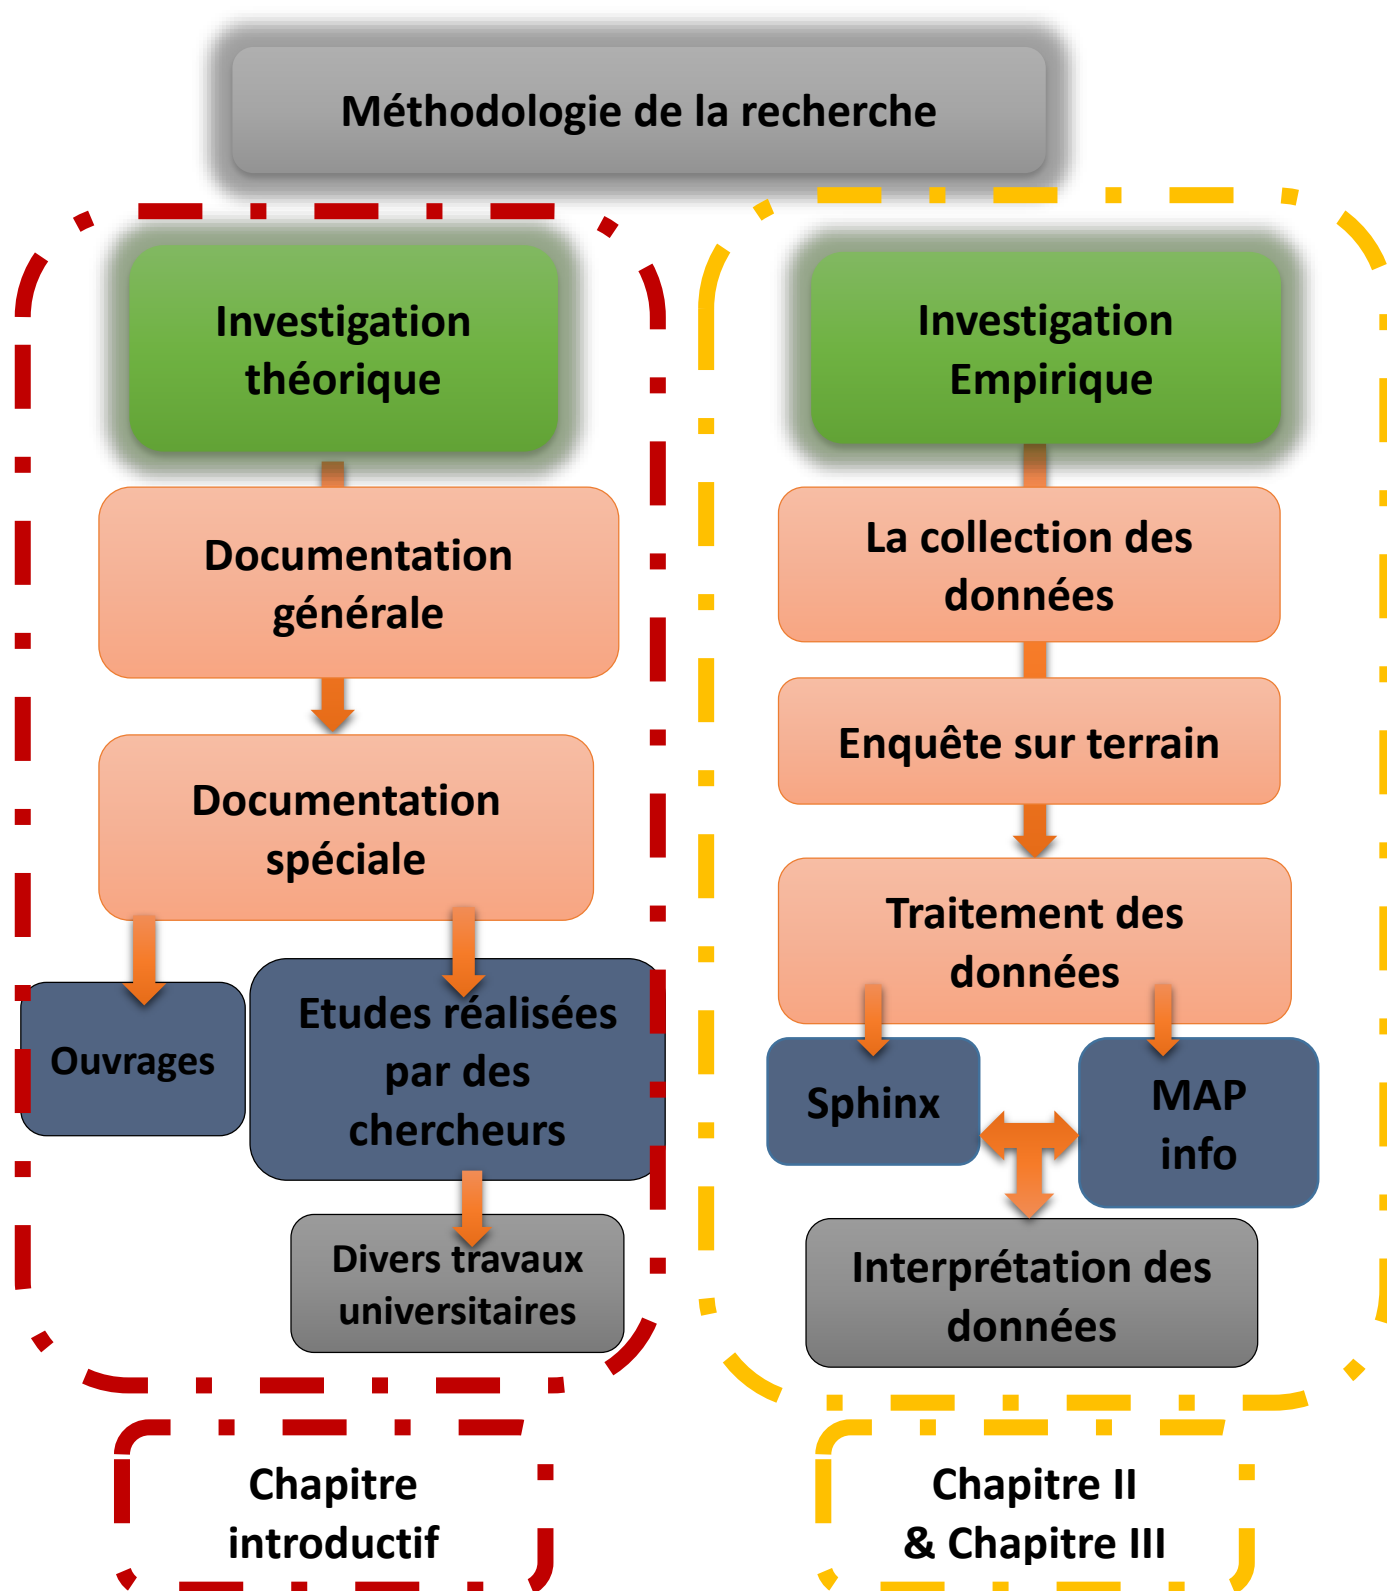 Méthodologie de la recherche
Investigation
théorique
Documentation
générale
Documentation
spéciale
Ouvrages
Etudes réalisées
par des
chercheurs
Divers travaux
universitaires
Chapitre
introductif
Investigation
Empirique
La collection des
données
Enquête sur terrain
Traitement des
données
Sphinx
MAP
info
Interprétation des
données
Chapitre II
& Chapitre III